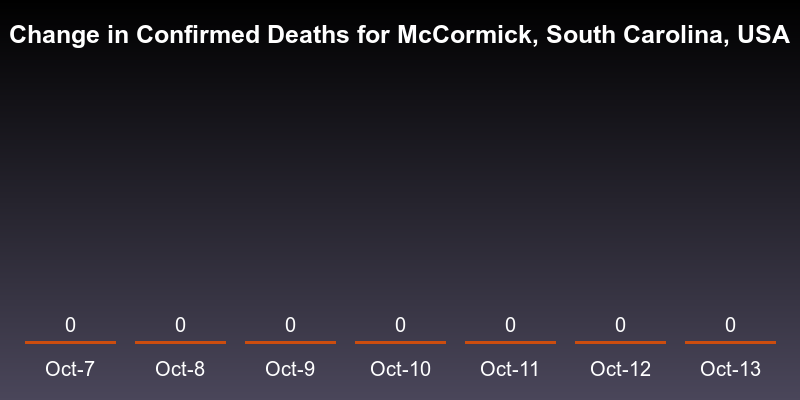 Change in Confirmed Deaths for McCormick, South Carolina, USA
0 0 0 0 0 0 0
Oct-7 Oct-8 Oct-9 Oct-10 Oct-11 Oct-12 Oct-13